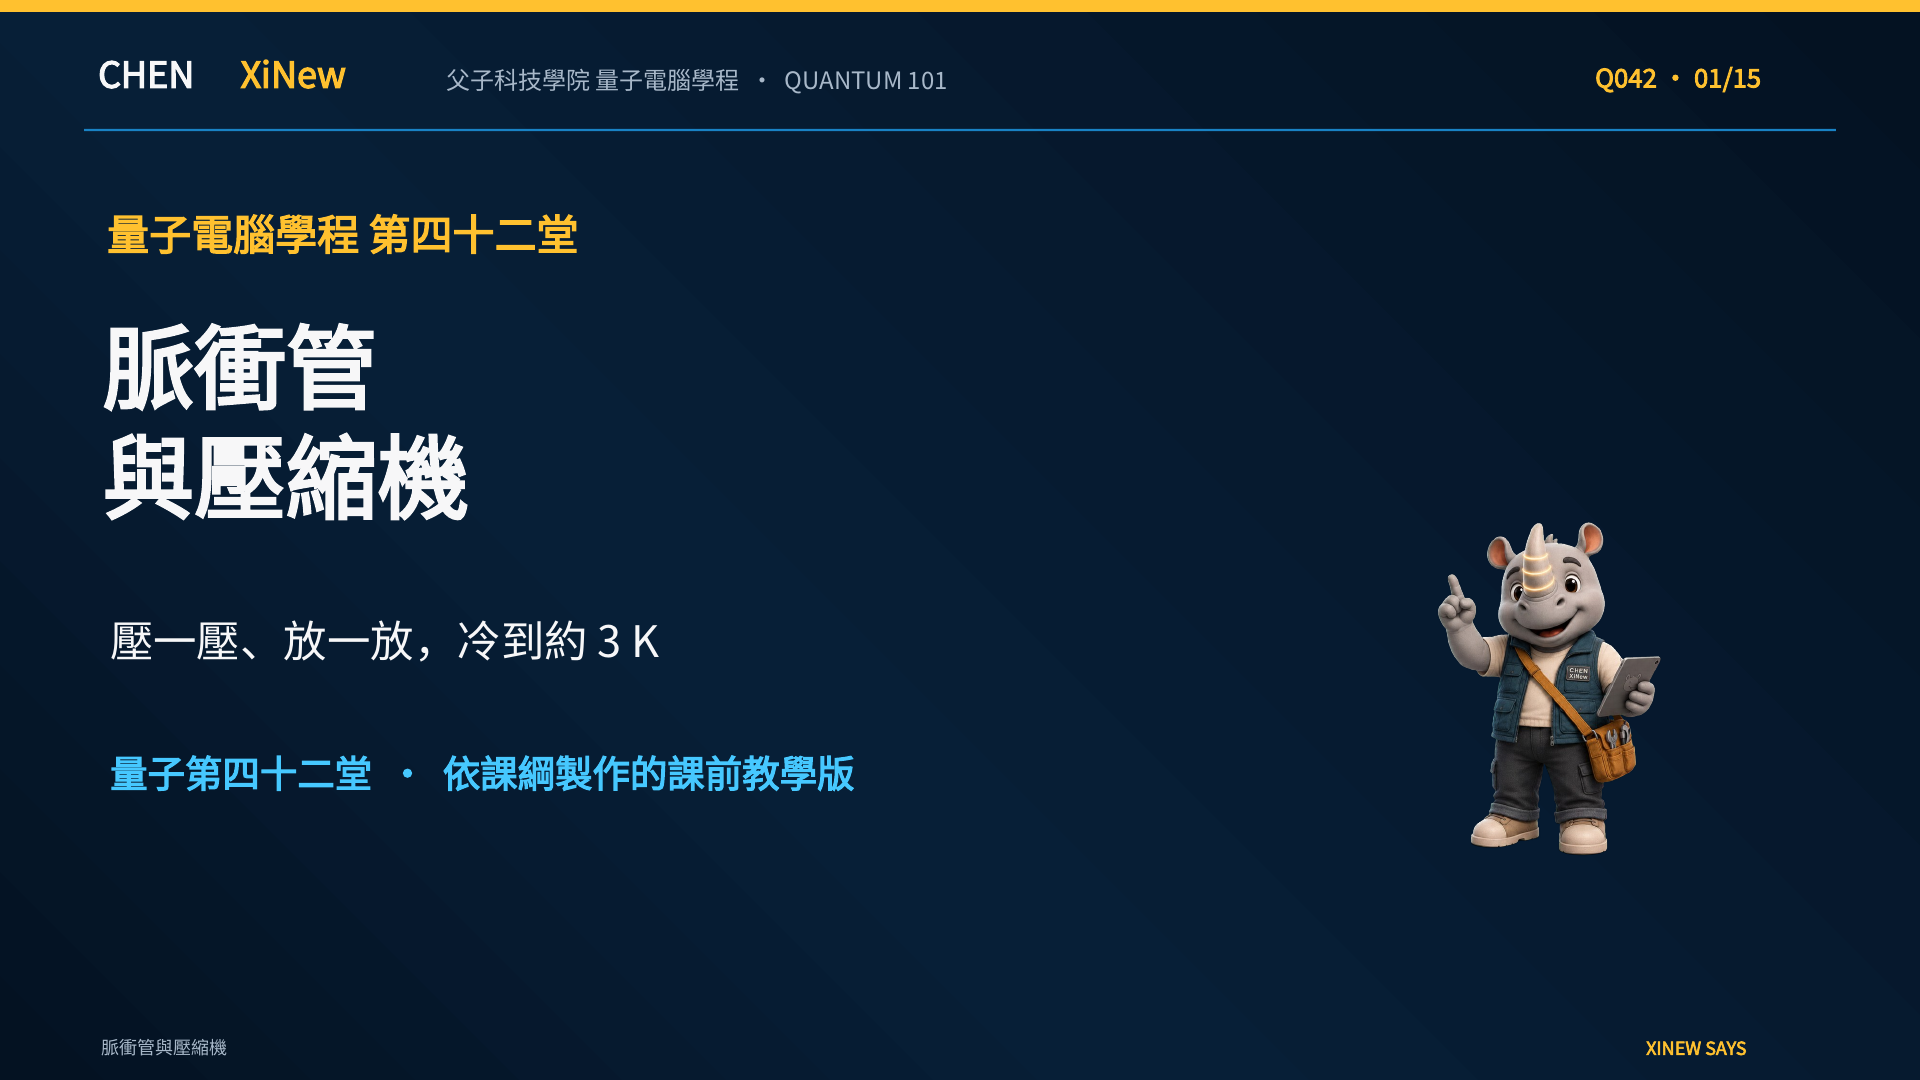 CHEN XiNew 父子科技學院 量子電腦學程 • QUANTUM 101 Q042 • 01/15
量子電腦學程 第四十二堂
脈衝管
與壓縮機
壓一壓、放一放，冷到約 3 K
量子第四十二堂 • 依課綱製作的課前教學版
CHEN
XiNew
脈衝管與壓縮機 XINEW SAYS